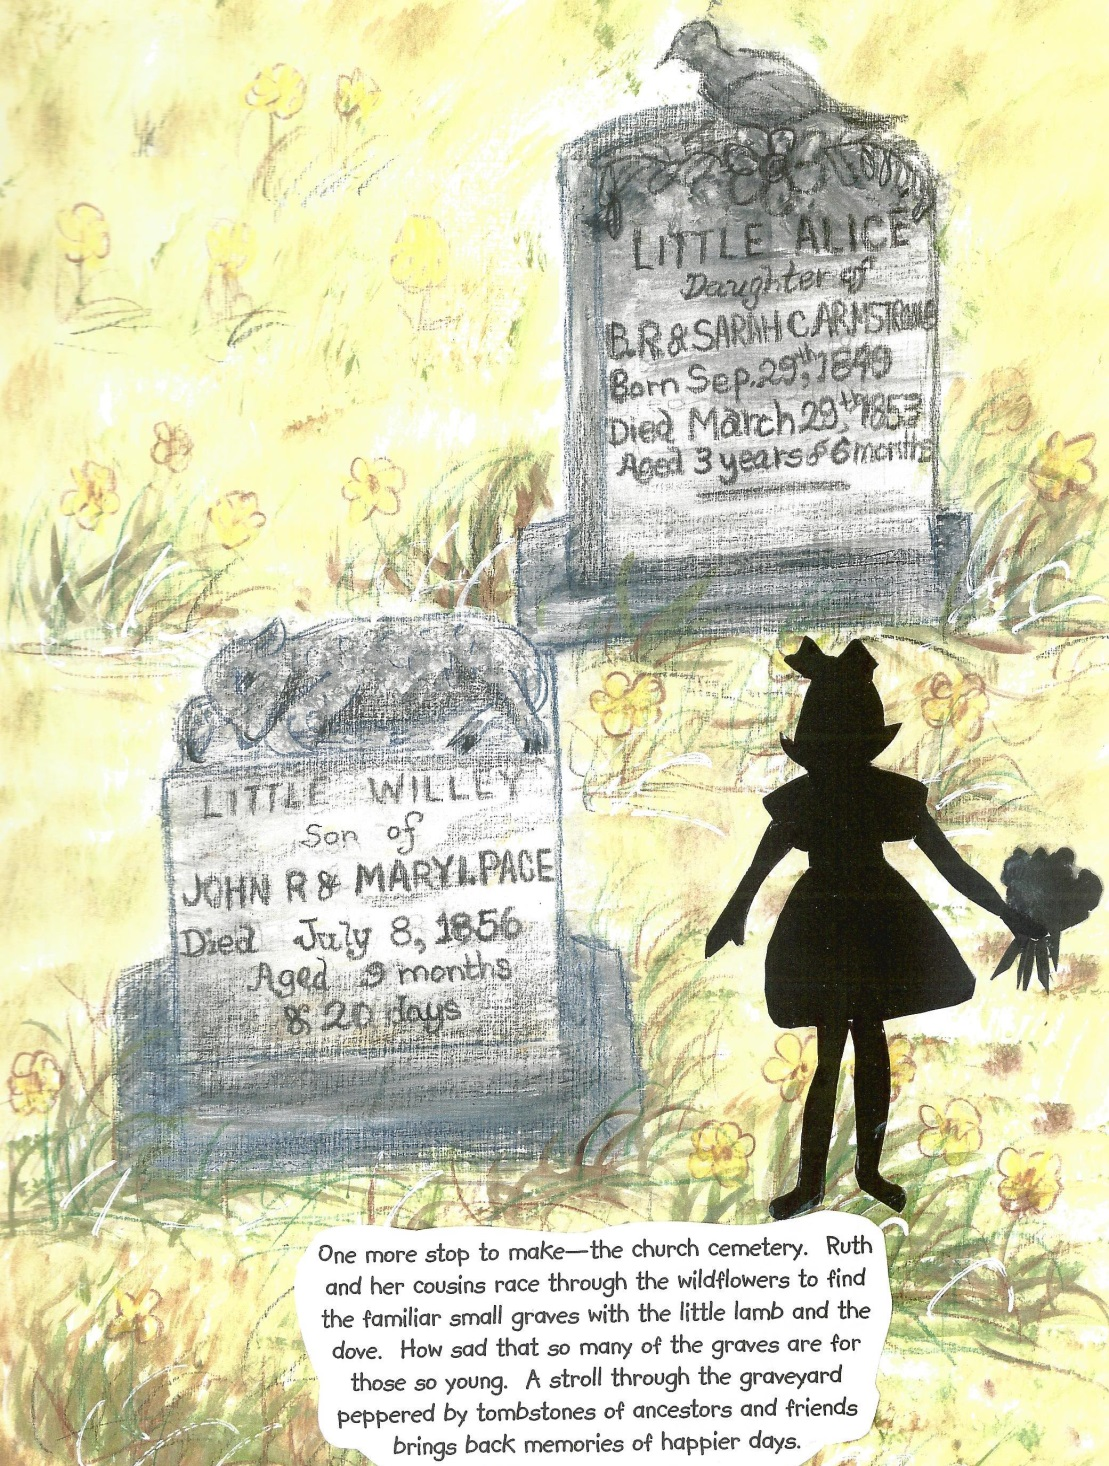 LITTLE ALICE
Daughter of
B.R & SARAH C ARMSTRONG
Born Sep. 29th, 1849
Died March 29, th 1853
Aged 3 years & 6 months
LITTLE WILLEY
Son of
JOHN R & MARY L PACE
Died July 8, 1856
Aged 9 months
& 20 days
One more stop to make—the church cemetery. Ruth
and her cousins race through the wildflowers to find
the familiar small graves with the little lamb and the
dove. How sad that so many of the graves are for
those so young. A stroll through the graveyard
peppered by tombstones of ancestors and friends
brings back memories of happier days.